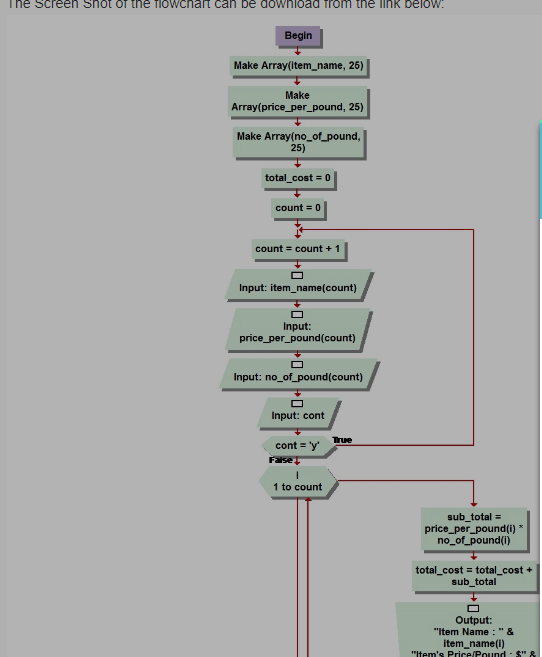 The Screen Shot of the flowchart can be download from the link below:
Begin
Make Array(item_name, 25)
Make
Array(price_per_pound, 25)
Make Array(no_of_pound,
25)
total_cost = 0
count = 0
count = count + 1
Input: item_name(count)
Input:
price_per_pound(count)
Input: no_of_pound(count)
Input: cont
cont = 'y'
True
False
i
1 to count
sub_total =
price_per_pound(i) *
no_of_pound(i)
total_cost = total_cost +
sub_total
Output:
"Item Name : " &
item_name(i)
"Item's Price/Pound : $" &